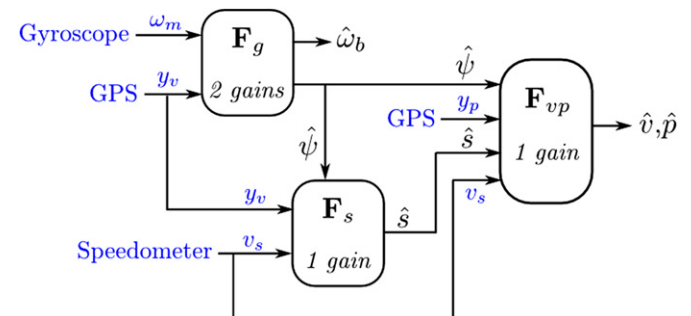 Gyroscope ω_m
F_g
ω̂_b
2 gains
GPS y_v
ψ̂
GPS y_p
F_vp
v̂,p̂
ŝ
1 gain
ψ̂
v_s
y_v
F_s
ŝ
Speedometer v_s
1 gain